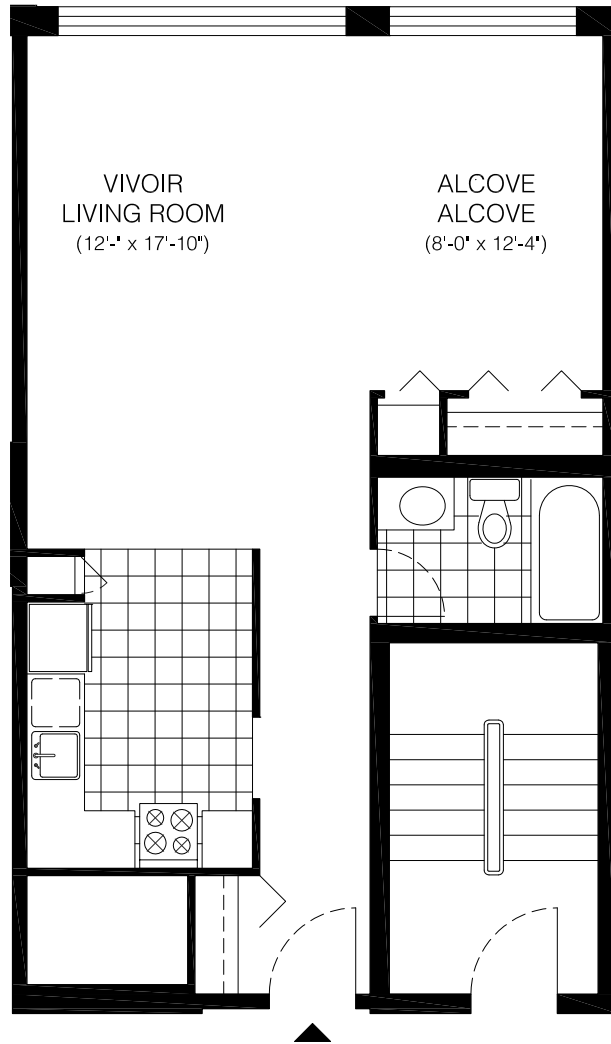 VIVOIR
LIVING ROOM
(12'-" x 17'-10")
ALCOVE
ALCOVE
(8'-0" x 12'-4")